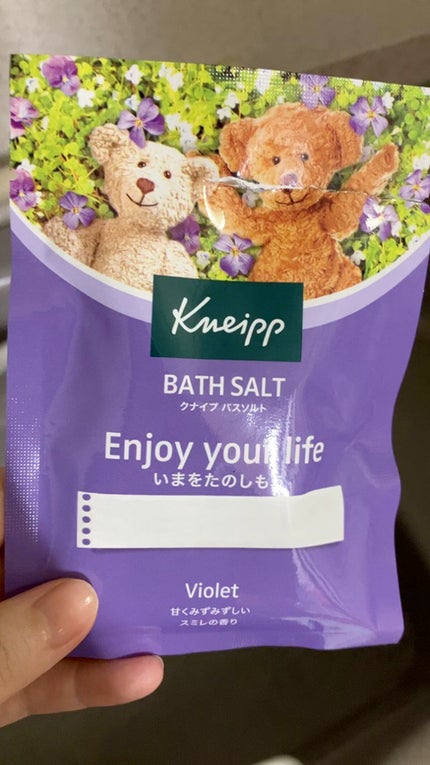 Kneipp
BATH SALT
クナイプ バスソルト
Enjoy your life
いまをたのしも
Violet
甘くみずみずしい
スミレの香り